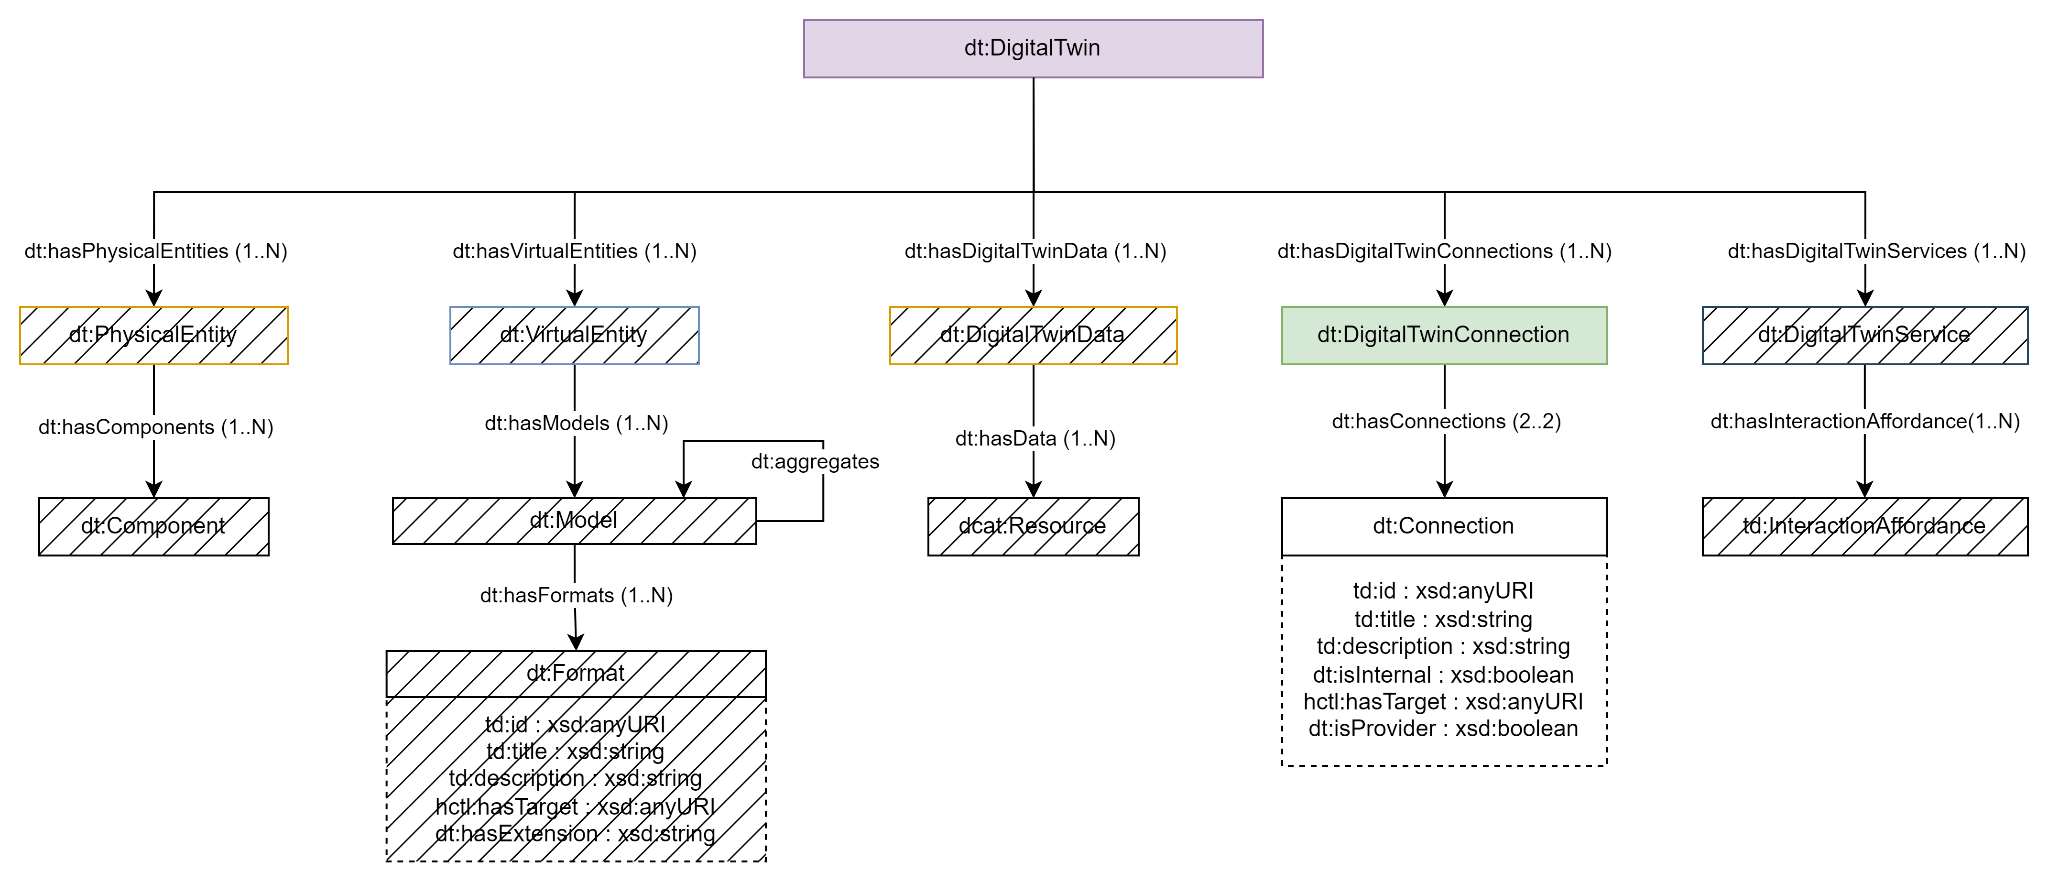 dt:DigitalTwin
dt:hasPhysicalEntities (1..N)
dt:hasVirtualEntities (1..N)
dt:hasDigitalTwinData (1..N)
dt:hasDigitalTwinConnections (1..N)
dt:hasDigitalTwinServices (1..N)
dt:PhysicalEntity
dt:VirtualEntity
dt:DigitalTwinData
dt:DigitalTwinConnection
dt:DigitalTwinService
dt:hasComponents (1..N)
dt:hasModels (1..N)
dt:hasData (1..N)
dt:hasConnections (2..2)
dt:hasInteractionAffordance(1..N)
dt:aggregates
dt:Component
dt:Model
dcat:Resource
dt:Connection
td:InteractionAffordance
dt:hasFormats (1..N)
td:id : xsd:anyURI
td:title : xsd:string
td:description : xsd:string
dt:isInternal : xsd:boolean
hctl:hasTarget : xsd:anyURI
dt:isProvider : xsd:boolean
dt:Format
td:id : xsd:anyURI
td:title : xsd:string
td:description : xsd:string
hctl:hasTarget : xsd:anyURI
dt:hasExtension : xsd:string